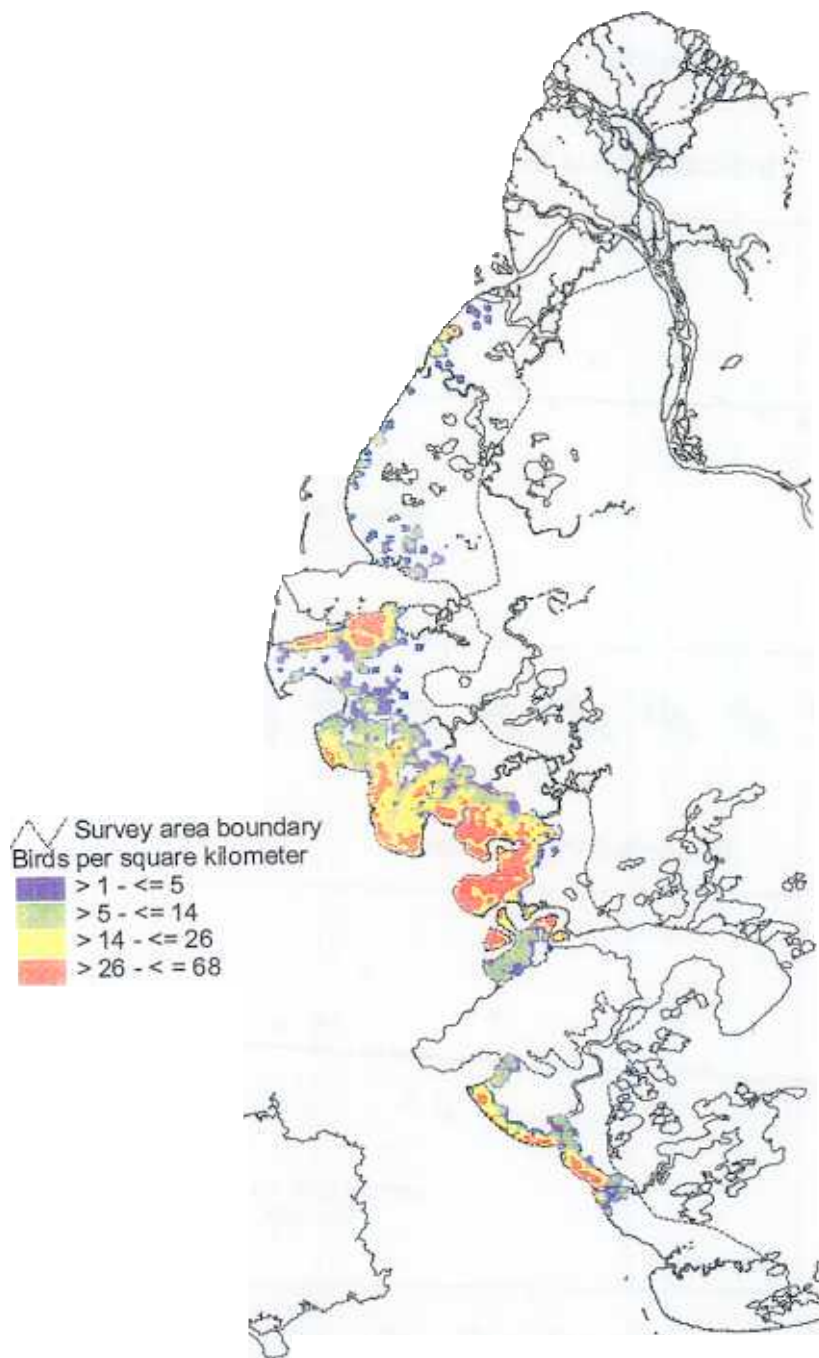 Survey area boundary
Birds per square kilometer
> 1 - <= 5
> 5 - <= 14
> 14 - <= 26
> 26 - < = 68